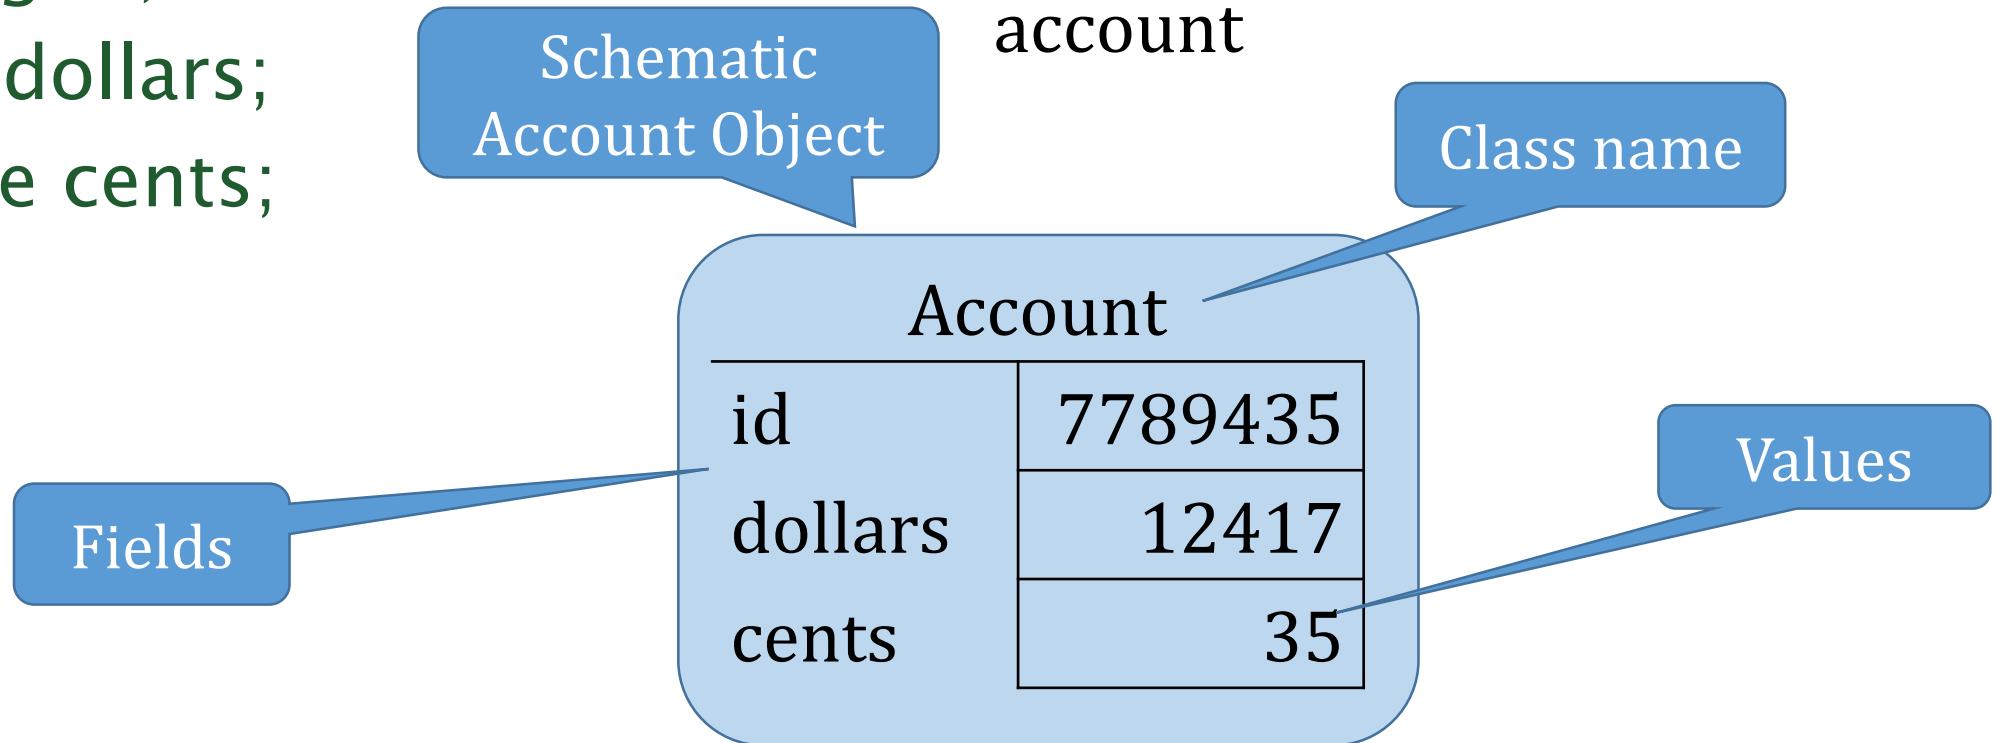 dollars;
cents;
Schematic
Account Object
account
Class name
Account
id 7789435
dollars 12417
cents 35
Fields
Values